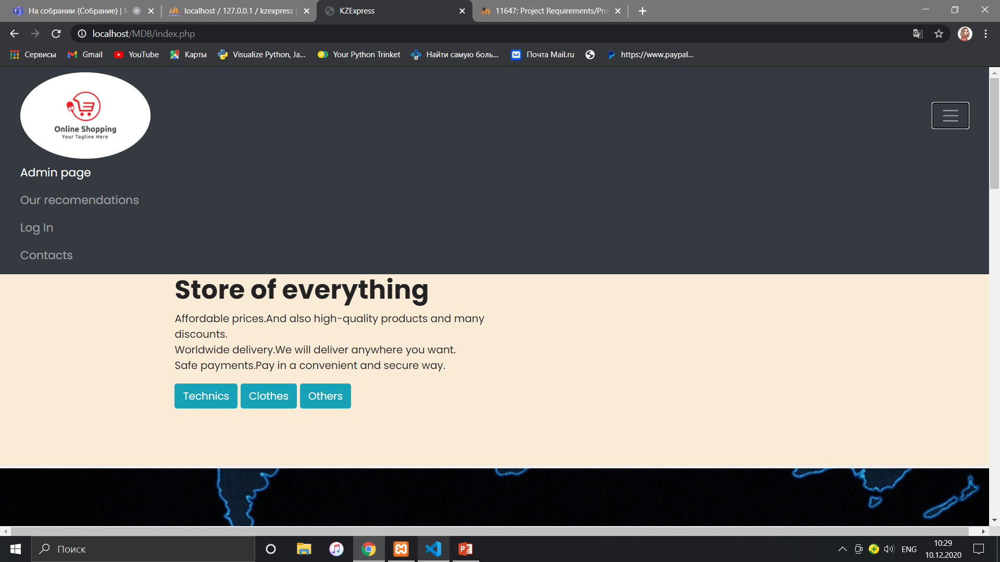 На собрании (Собрание) |
localhost / 127.0.0.1 / kzexpress |
KZExpress
11647: Project Requirements/Pro
localhost/MDB/index.php
Сервисы
Gmail
YouTube
Карты
Visualize Python, Ja...
Your Python Trinket
Найти самую боль...
Почта Mail.ru
https://www.paypal...
Online Shopping
Your Tagline Here
Admin page
Our recomendations
Log In
Contacts
Store of everything
Affordable prices.And also high-quality products and many
discounts.
Worldwide delivery.We will deliver anywhere you want.
Safe payments.Pay in a convenient and secure way.
Technics
Clothes
Others
Поиск
ENG
10:29
10.12.2020